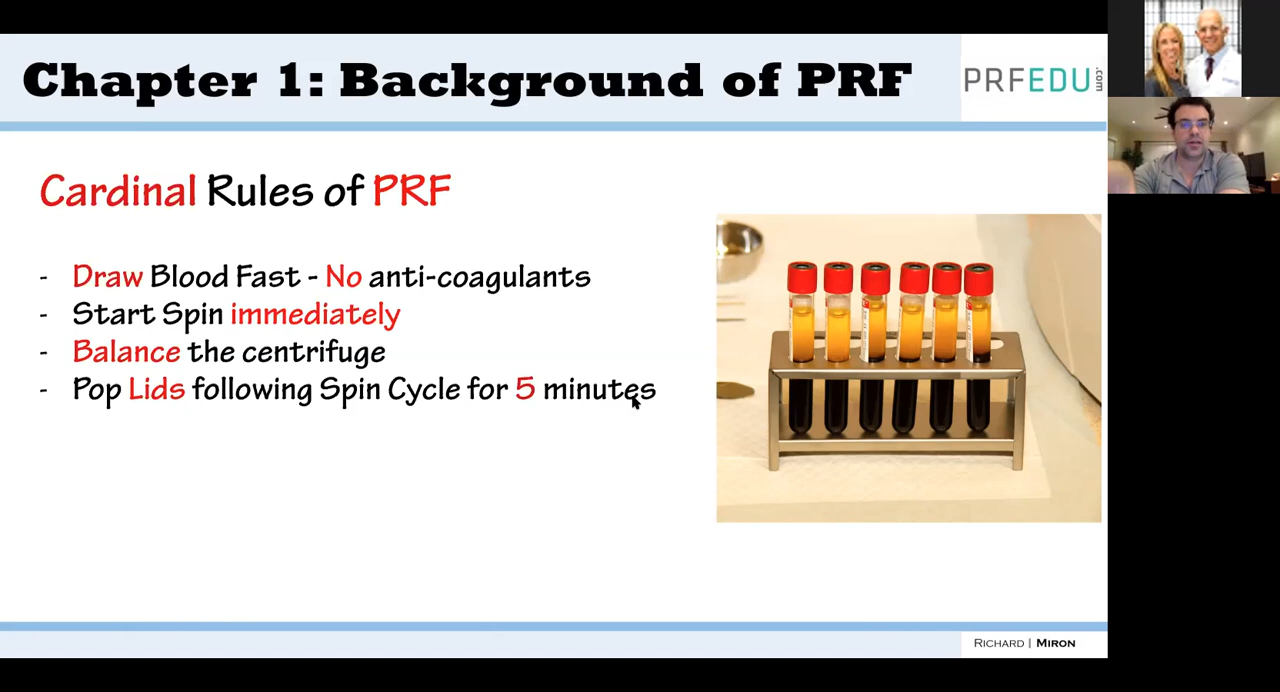 Chapter 1: Background of PRF
PRFEDU.com
Cardinal Rules of PRF
- Draw Blood Fast - No anti-coagulants
- Start Spin immediately
- Balance the centrifuge
- Pop Lids following Spin Cycle for 5 minutes
RICHARD | MIRON